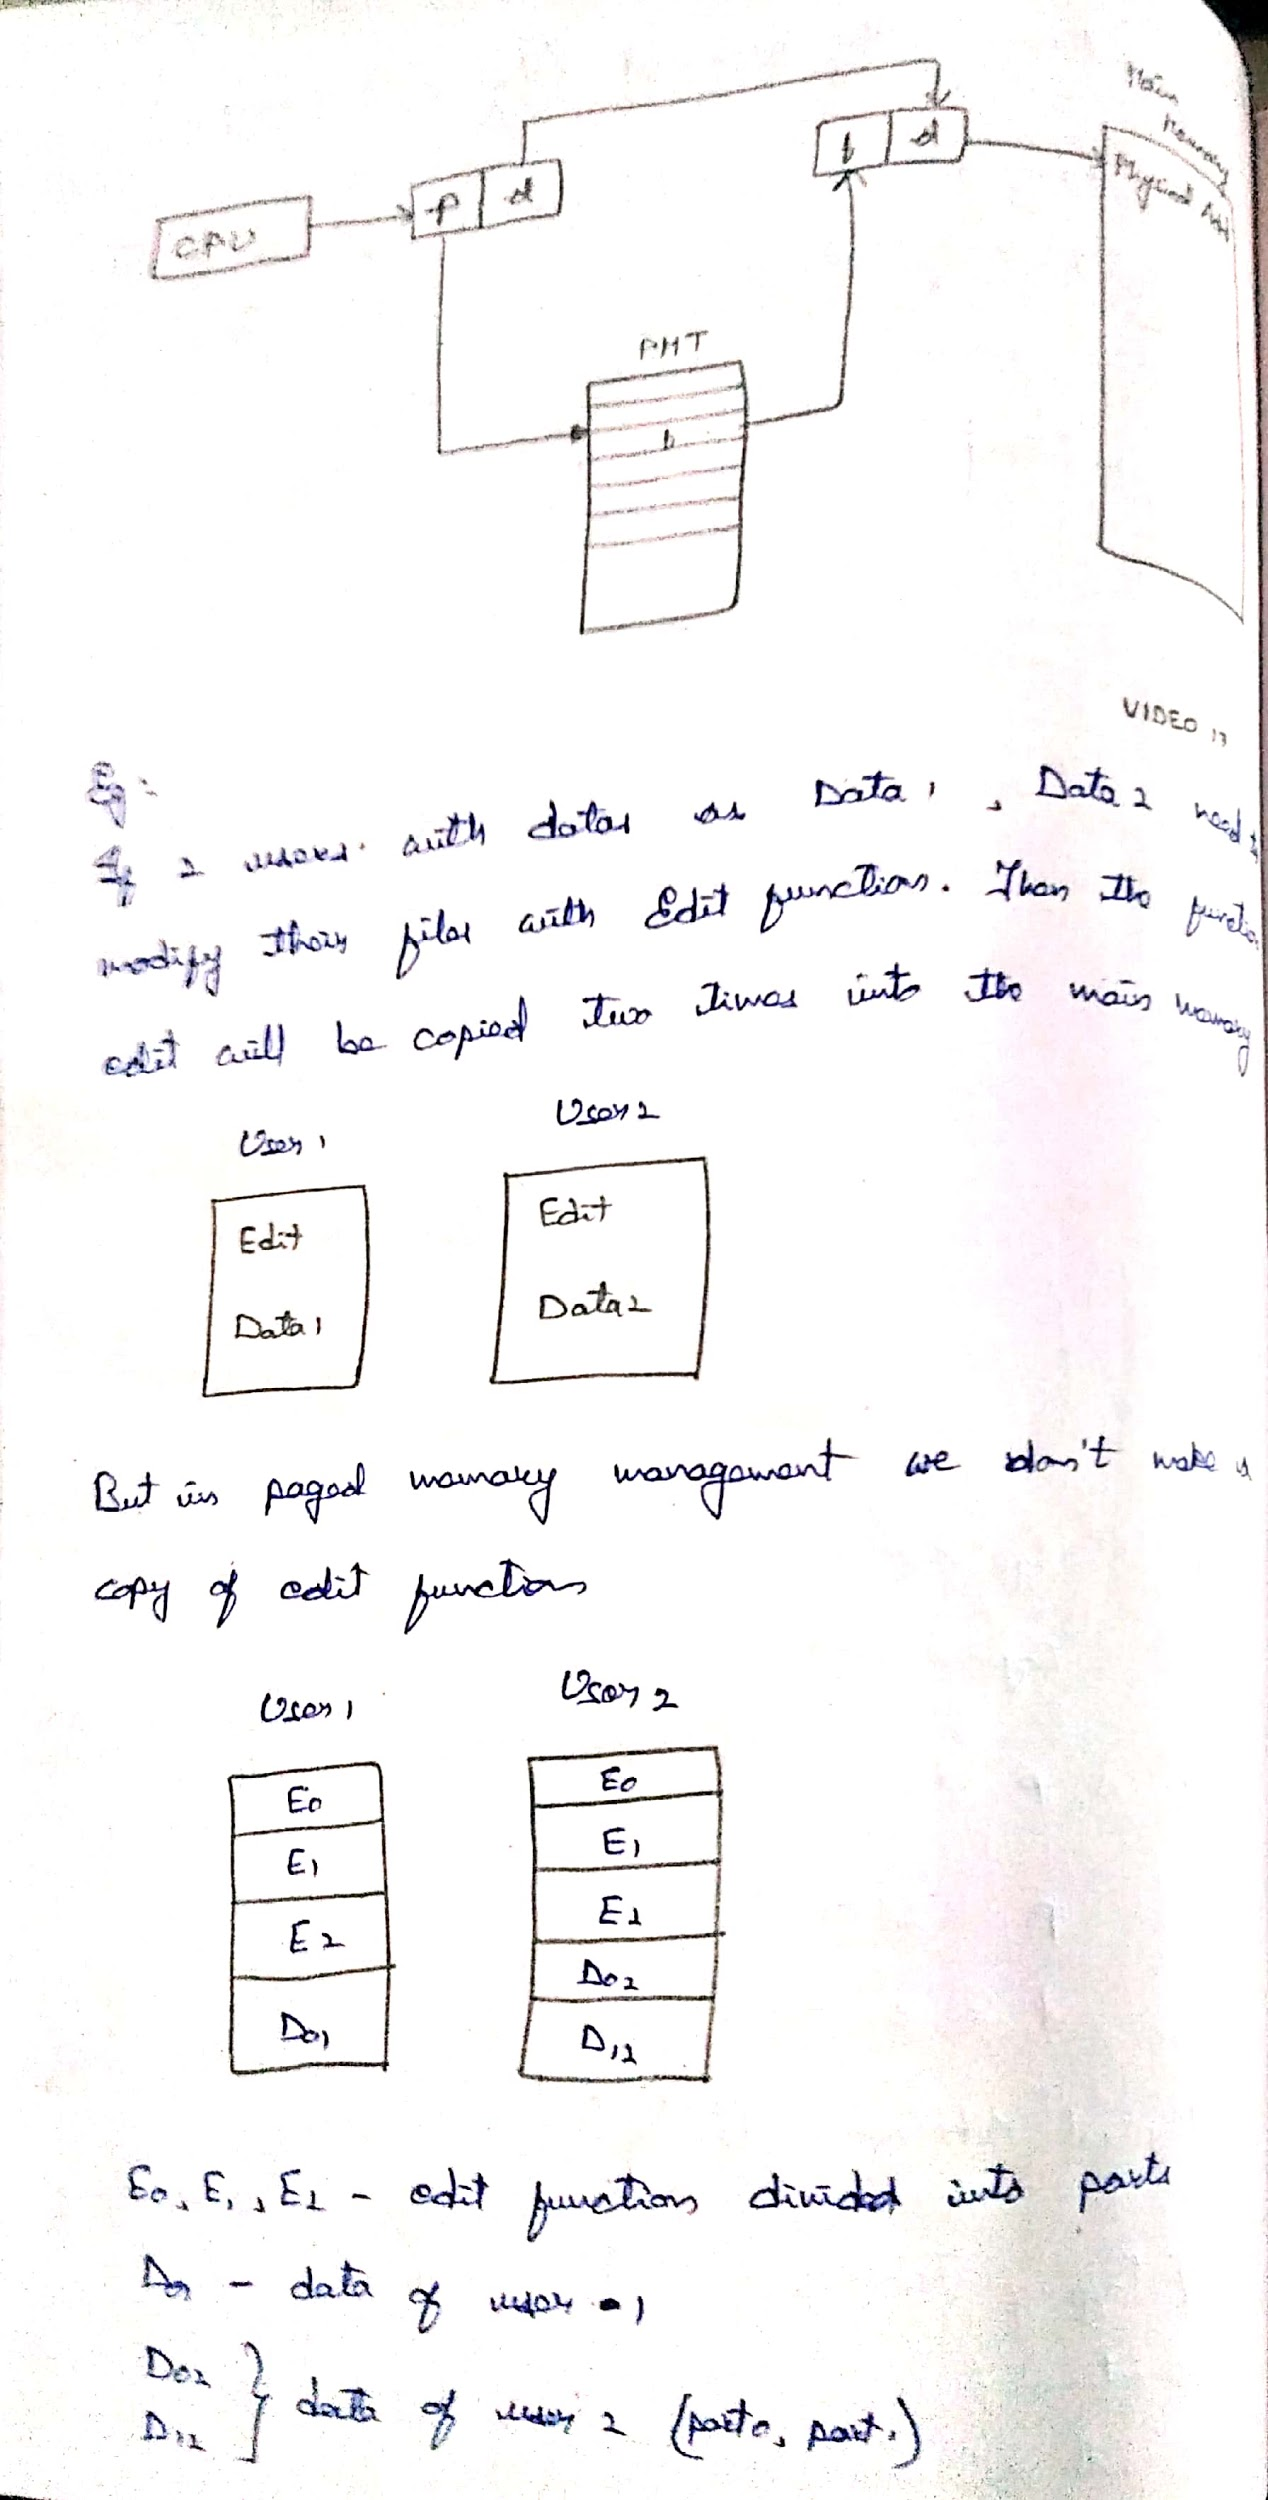 Main
Memory
Physical Add
CPU
p d
f d
PMT
f
VIDEO 17
Eg:
If 2 users with datas as Data 1, Data 2 need to
modify their files with Edit function. Then the function
edit will be copied two times into the main memory
User 1 User 2
Edit Edit
Data 1 Data 2
But in paged memory management we don't make a
copy of edit function
User 1 User 2
E0 E0
E1 E1
E2 E2
D01 D02
D12
E0, E1, E2 - edit function divided into parts
D01 - data of user 1
D02
D12 } data of user 2 (part0, part1)